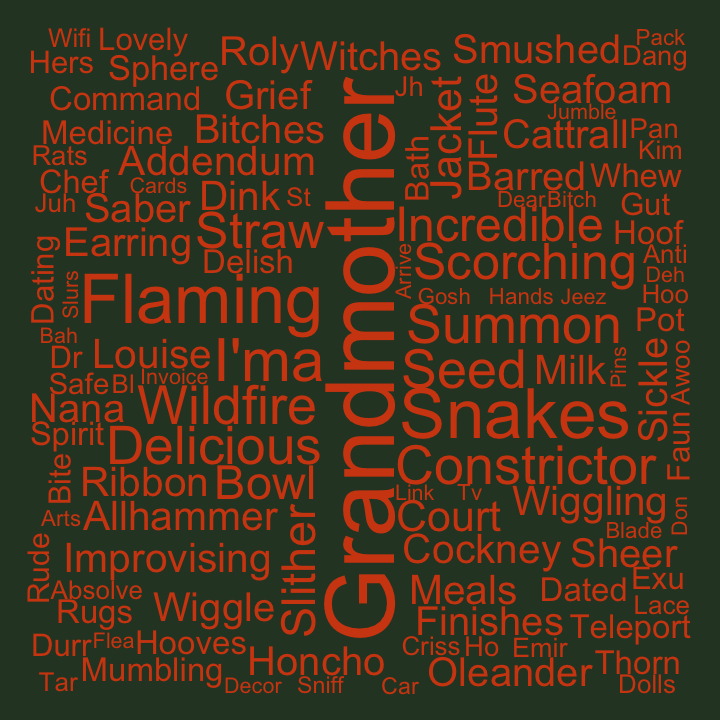 Wifi Lovely Roly Witches Smushed Pack
Hers Sphere Dang
Command Grief Jh Seafoam
Jumble
Medicine Bitches Jacket Flute Cattrall Pan
Rats Addendum Bath Kim
Chef Cards Dink St Barred Whew
Juh Saber DearBitch Gut
Earring Straw Incredible Hoof
Dating Delish Arrive Scorching Anti
Slurs Deh
Flaming Gosh Hands Jeez Hoo
Grandmother
Bah Summon Pot
Dr Louise I'ma Seed Milk Pins Sickle Awoo
Safe Bl Invoice
Nana Wildfire Snakes
Spirit Delicious Faun
Bite Ribbon Bowl Constrictor
Link Tv Wiggling Don
Arts Allhammer Court
Blade
Rude Improvising Slither Cockney Sheer
Absolve Meals Dated Exu
Rugs Wiggle Lace
Finishes Teleport
Durr Flea Hooves Criss Ho Emir
Mumbling Honcho Oleander Thorn
Tar Decor Sniff Car Dolls